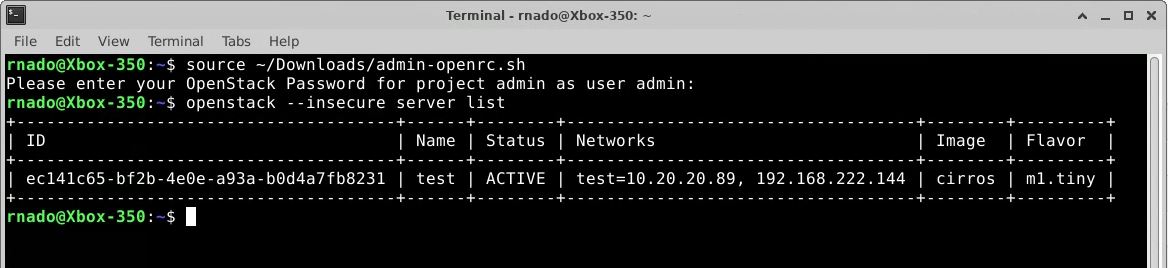 Terminal - rnado@Xbox-350: ~
File Edit View Terminal Tabs Help
rnado@Xbox-350:~$ source ~/Downloads/admin-openrc.sh
Please enter your OpenStack Password for project admin as user admin:
rnado@Xbox-350:~$ openstack --insecure server list
+--------------------------------------+------+--------+-----------------------------------+--------+---------+
| ID                                   | Name | Status | Networks                          | Image  | Flavor  |
+--------------------------------------+------+--------+-----------------------------------+--------+---------+
| ec141c65-bf2b-4e0e-a93a-b0d4a7fb8231 | test | ACTIVE | test=10.20.20.89, 192.168.222.144 | cirros | m1.tiny |
+--------------------------------------+------+--------+-----------------------------------+--------+---------+
rnado@Xbox-350:~$